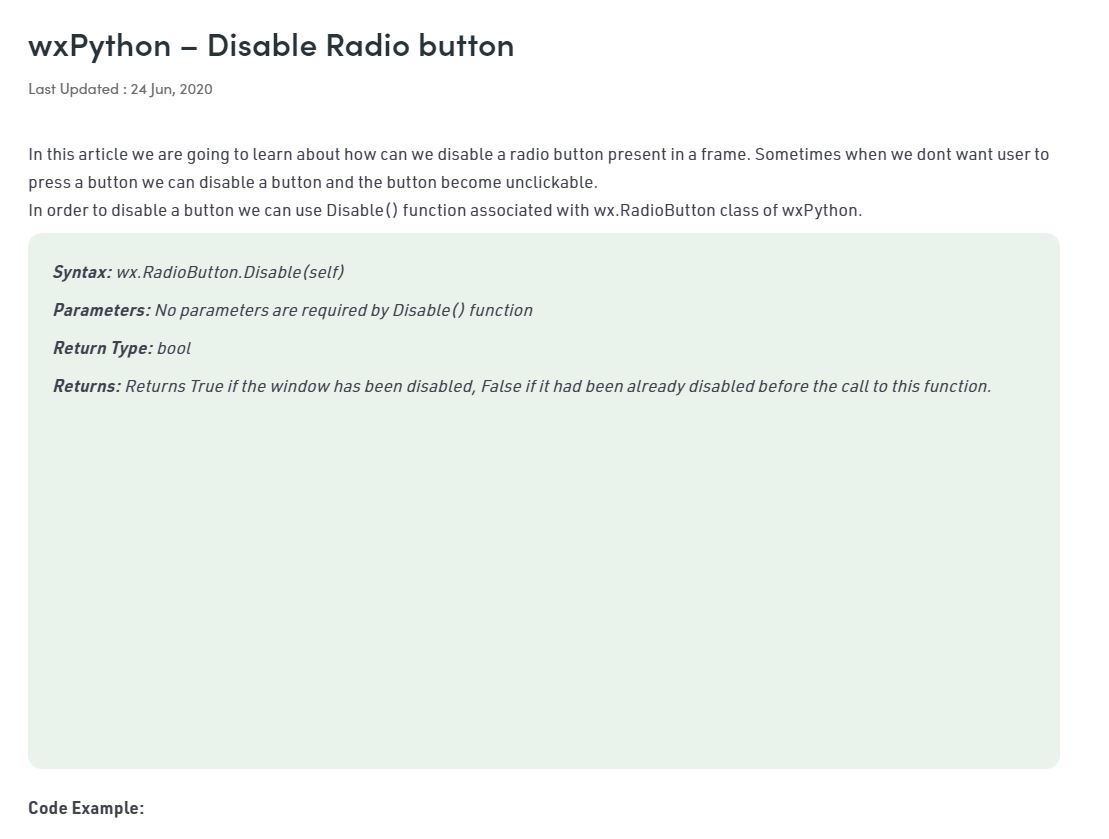 wxPython – Disable Radio button
Last Updated : 24 Jun, 2020
In this article we are going to learn about how can we disable a radio button present in a frame. Sometimes when we dont want user to
press a button we can disable a button and the button become unclickable.
In order to disable a button we can use Disable() function associated with wx.RadioButton class of wxPython.
Syntax: wx.RadioButton.Disable(self)
Parameters: No parameters are required by Disable() function
Return Type: bool
Returns: Returns True if the window has been disabled, False if it had been already disabled before the call to this function.
Code Example: